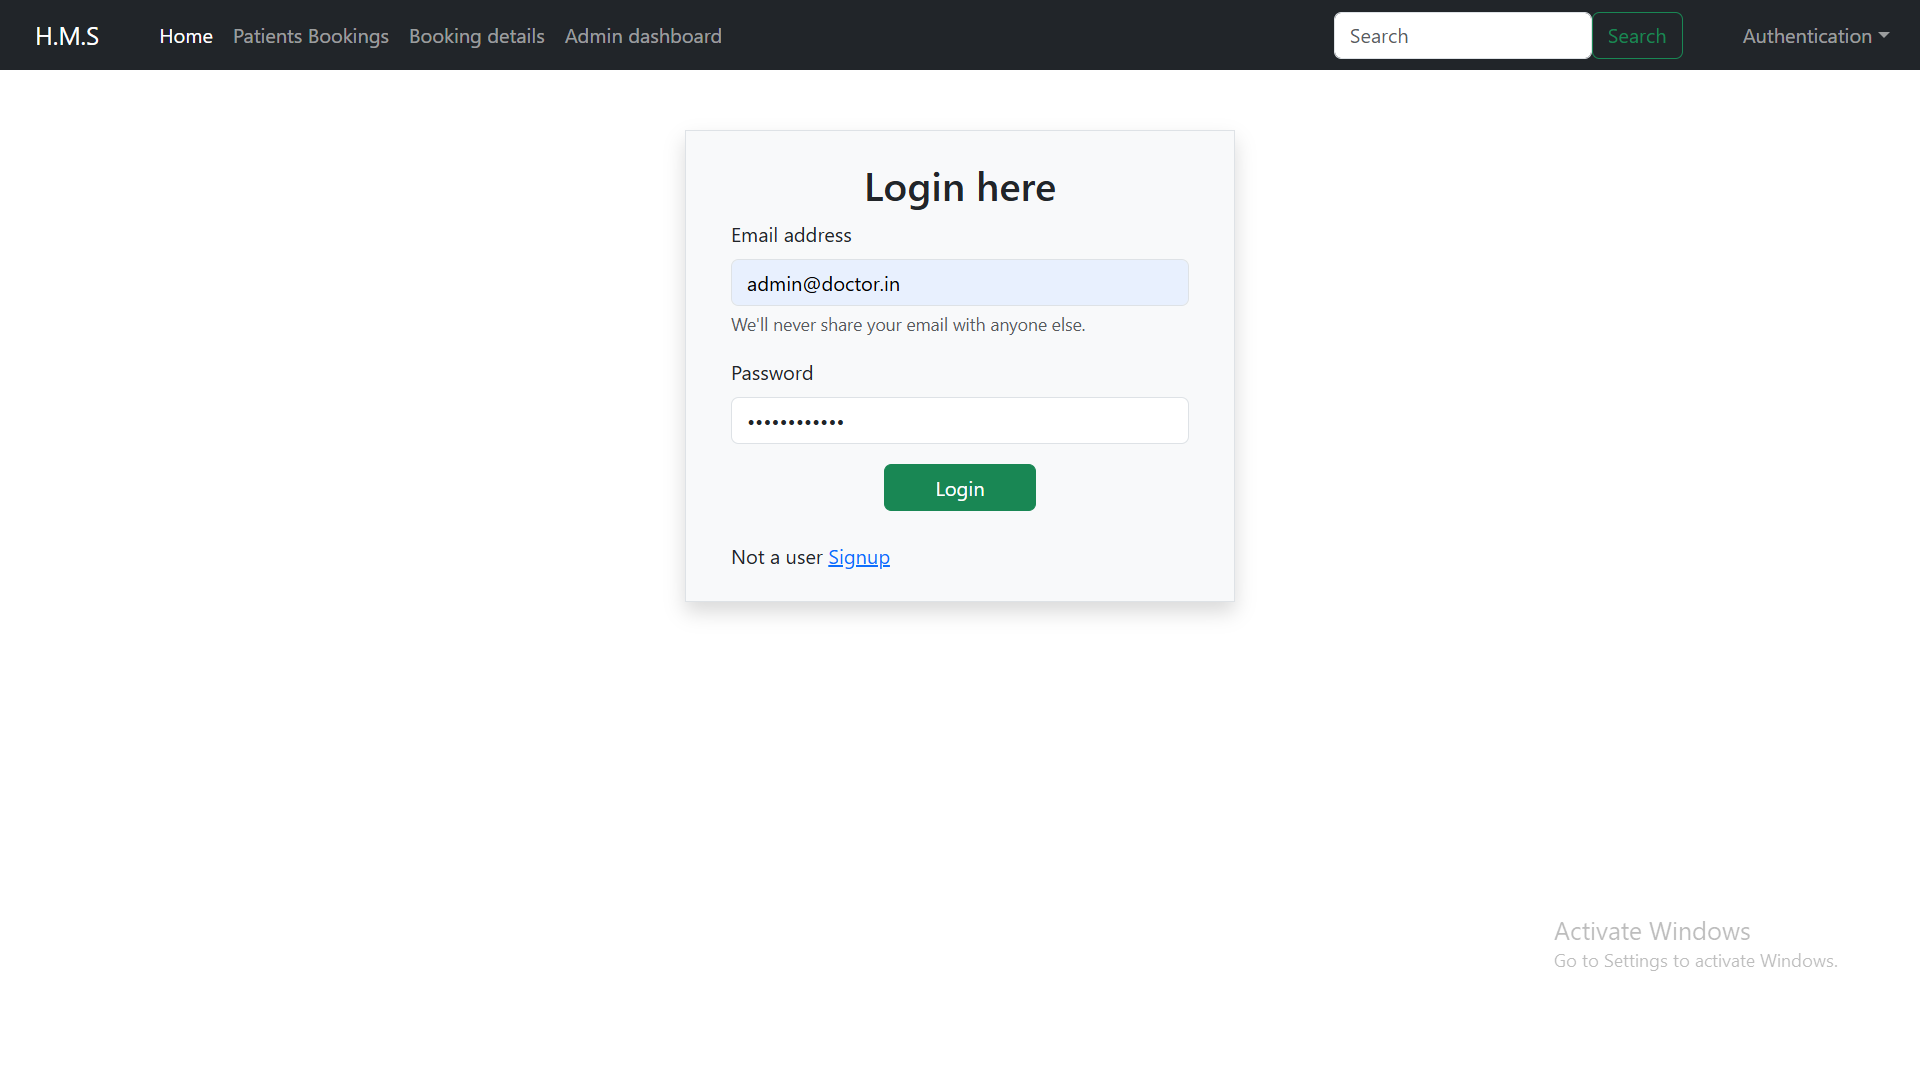 H.M.S Home Patients Bookings Booking details Admin dashboard Search Search Authentication
Login here
Email address
admin@doctor.in
We'll never share your email with anyone else.
Password
••••••••••••
Login
Not a user Signup
Activate Windows
Go to Settings to activate Windows.